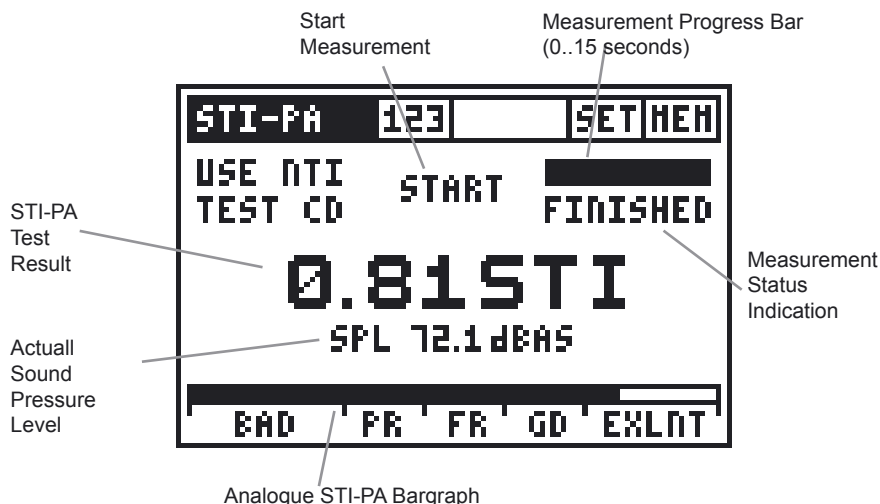 Start
Measurement
Measurement Progress Bar
(0..15 seconds)
STI-PA 123 SET MEM
USE NTI
TEST CD
START
FINISHED
STI-PA
Test
Result
0.81STI
Measurement
Status
Indication
SPL 72.1dBAS
Actuall
Sound
Pressure
Level
BAD PR FR GD EXLNT
Analogue STI-PA Bargraph